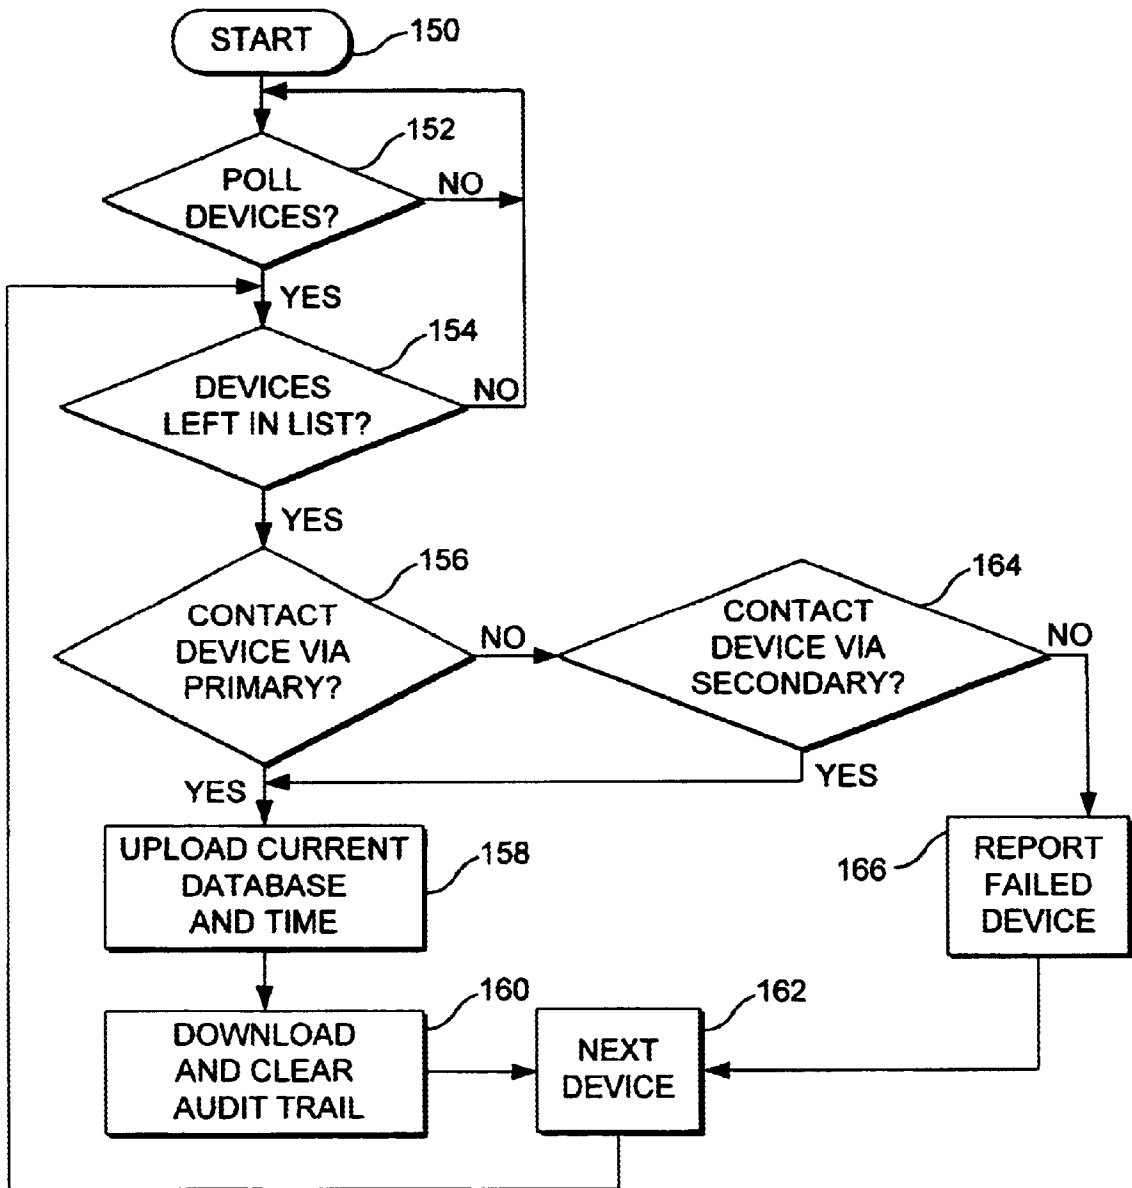 START
150
152
POLL
DEVICES?
NO
YES
154
DEVICES
LEFT IN LIST?
NO
YES
156
CONTACT
DEVICE VIA
PRIMARY?
NO
164
CONTACT
DEVICE VIA
SECONDARY?
NO
YES
YES
UPLOAD CURRENT
DATABASE
AND TIME
158
166
REPORT
FAILED
DEVICE
160
DOWNLOAD
AND CLEAR
AUDIT TRAIL
162
NEXT
DEVICE